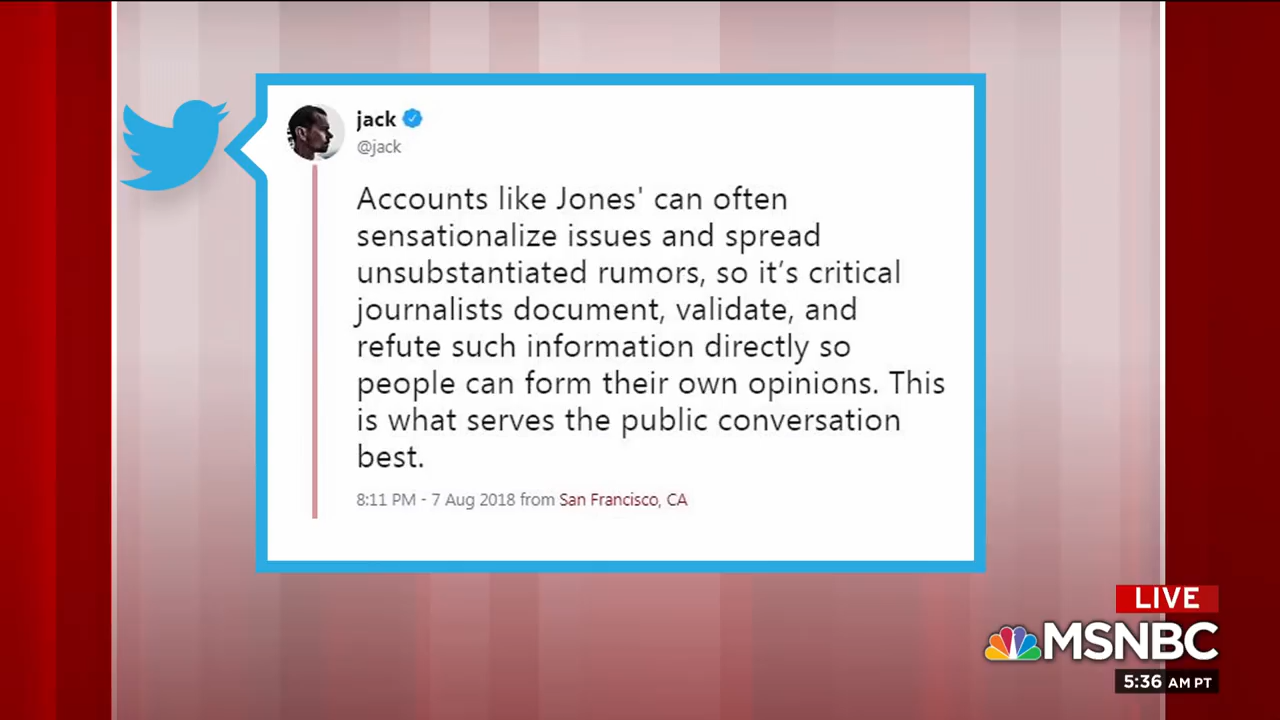 jack
@jack
Accounts like Jones' can often
sensationalize issues and spread
unsubstantiated rumors, so it’s critical
journalists document, validate, and
refute such information directly so
people can form their own opinions. This
is what serves the public conversation
best.
8:11 PM - 7 Aug 2018 from San Francisco, CA
LIVE
MSNBC
5:36 AM PT